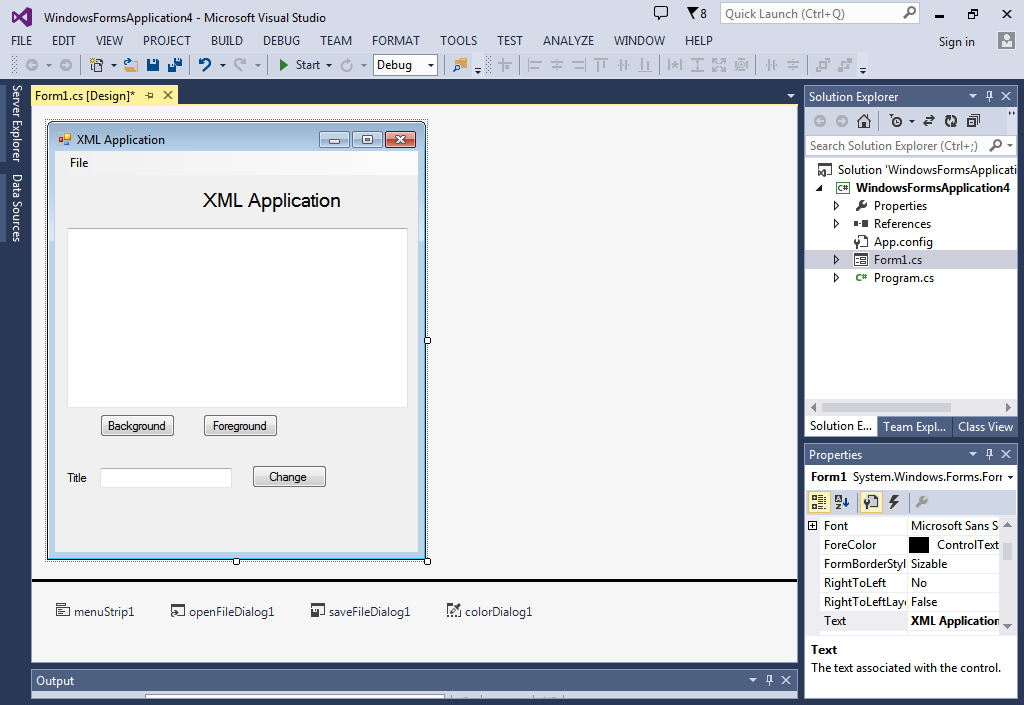 WindowsFormsApplication4 - Microsoft Visual Studio
8
Quick Launch (Ctrl+Q)
FILE EDIT VIEW PROJECT BUILD DEBUG TEAM FORMAT TOOLS TEST ANALYZE WINDOW HELP
Sign in
Start Debug
Server Explorer
Data Sources
Form1.cs [Design]*
XML Application
File
XML Application
Background Foreground
Title Change
menuStrip1 openFileDialog1 saveFileDialog1 colorDialog1
Output
Solution Explorer
Search Solution Explorer (Ctrl+;)
Solution 'WindowsFormsApplicati
WindowsFormsApplication4
Properties
References
App.config
Form1.cs
C# Program.cs
Solution E... Team Expl... Class View
Properties
Form1 System.Windows.Forms.Forr
Font Microsoft Sans S
ForeColor ControlText
FormBorderStyl Sizable
RightToLeft No
RightToLeftLay False
Text XML Application
Text
The text associated with the control.